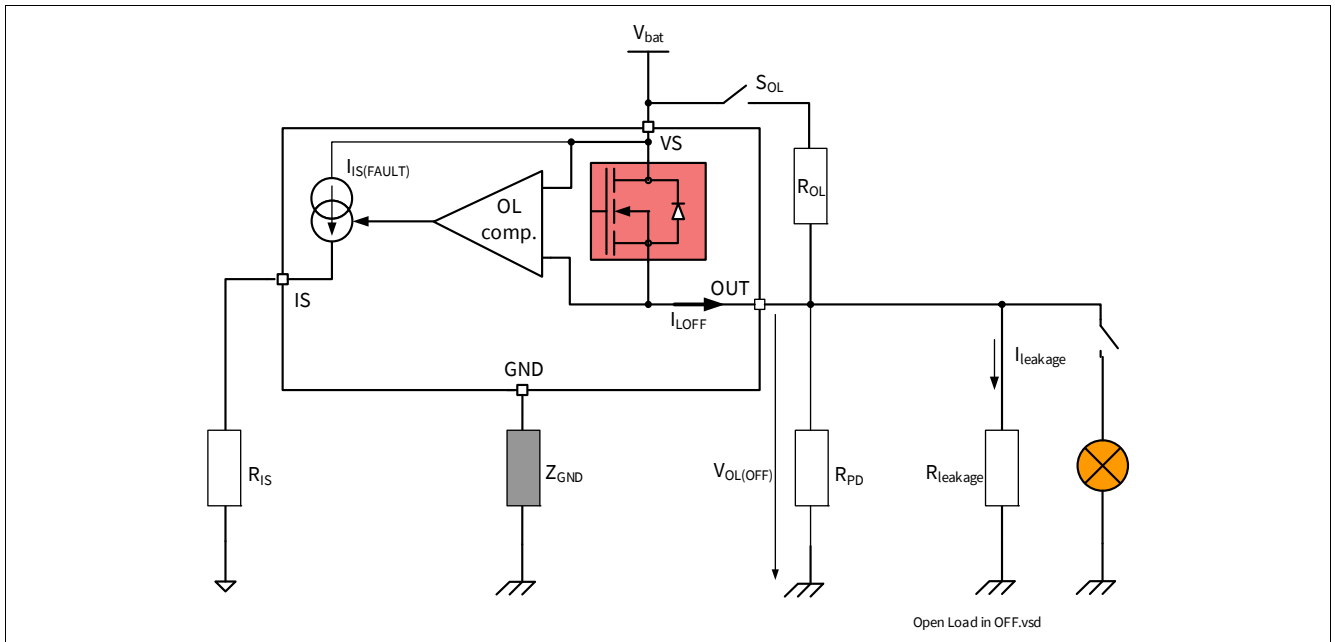 Vbat
SOL
VS
IIS(FAULT)
ROL
OL
comp.
OUT
IS
ILOFF
Ileakage
GND
RIS
ZGND
VOL(OFF)
RPD
Rleakage
Open Load in OFF.vsd